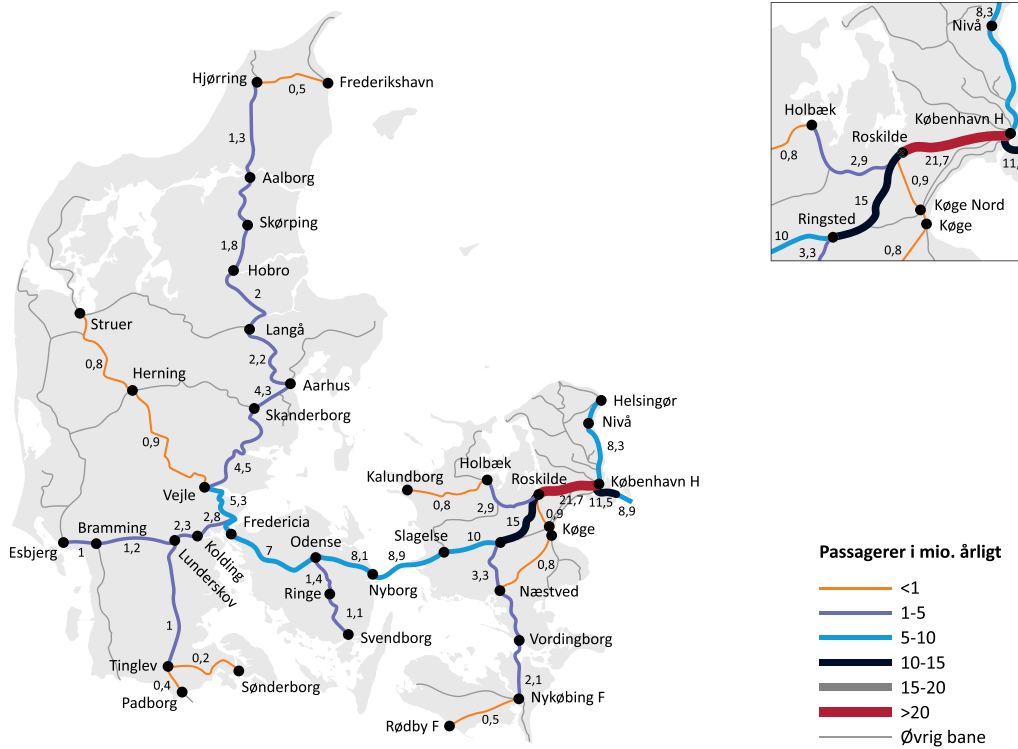 8,3
Nivå
Holbæk
København H
Roskilde
0,8
2,9
21,7
11,
0,9
15
Køge Nord
Ringsted
Køge
10
3,3
0,8
Hjørring
Frederikshavn
0,5
1,3
Aalborg
Skørping
1,8
Hobro
2
Struer
Langå
2,2
0,8
Herning
Aarhus
4,3
Skanderborg
0,9
4,5
Vejle
5,3
Helsingør
Nivå
8,3
Holbæk
Kalundborg
Roskilde
København H
0,8
2,9
21,7
11,5
8,9
0,9
15
Køge
Bramming
2,3
2,8
Fredericia
Odense
Slagelse
10
Esbjerg
1
1,2
Kolding
Lunderskov
7
8,1
8,9
0,8
3,3
1,4
Nyborg
Ringe
Næstved
1,1
1
Svendborg
Vordingborg
Tinglev
0,2
0,4
Sønderborg
Padborg
2,1
Nykøbing F
Rødby F
0,5
Passagerer i mio. årligt
<1
1-5
5-10
10-15
15-20
>20
Øvrig bane